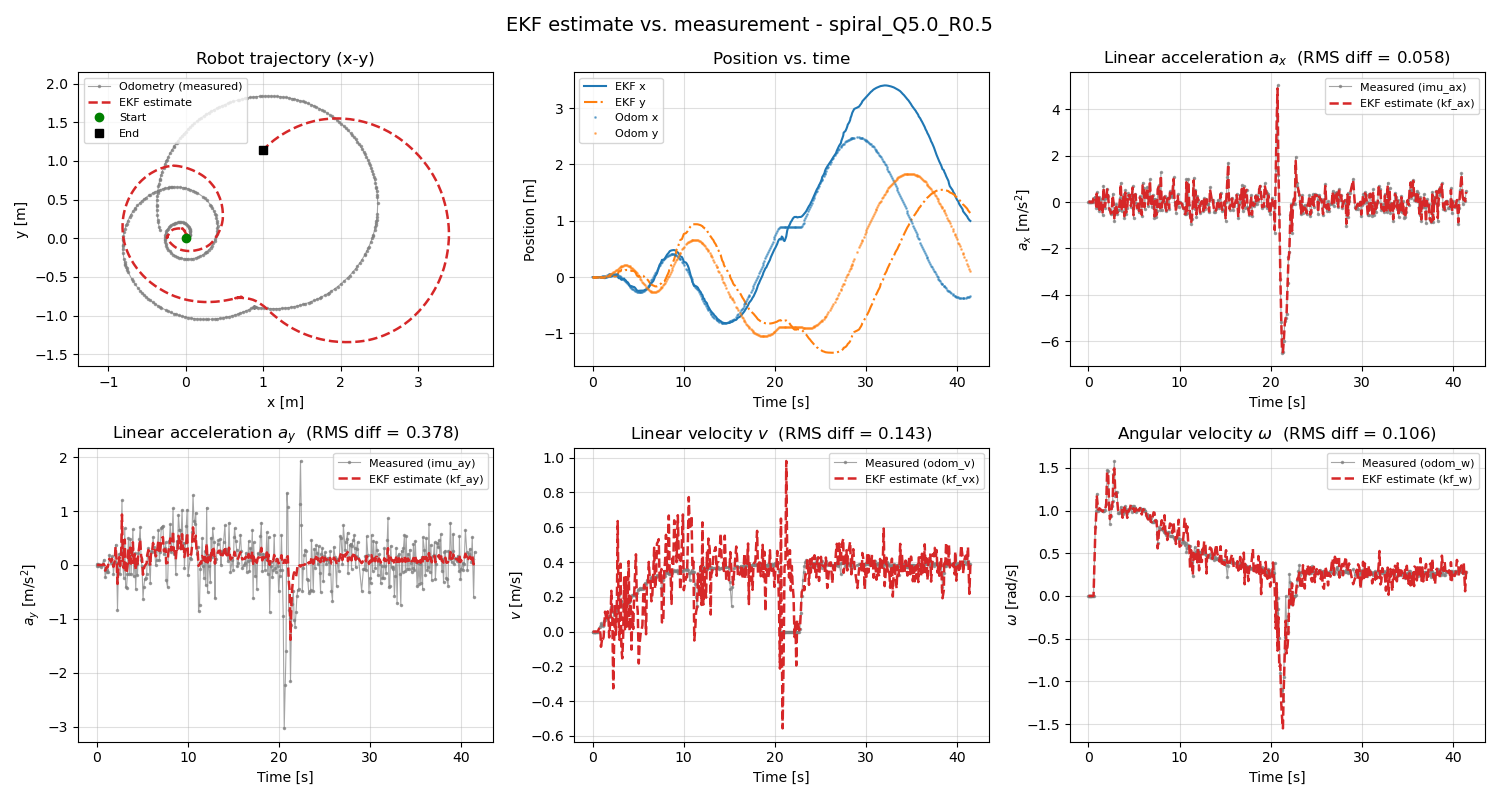 EKF estimate vs. measurement - spiral_Q5.0_R0.5
Robot trajectory (x-y)
Odometry (measured)
EKF estimate
Start
End
2.0
1.5
1.0
0.5
0.0
−0.5
−1.0
−1.5
y [m]
−1
0
1
2
3
x [m]
Position vs. time
EKF x
EKF y
Odom x
Odom y
3
2
1
0
−1
Position [m]
0
10
20
30
40
Time [s]
Linear acceleration aₓ (RMS diff = 0.058)
Measured (imu_ax)
EKF estimate (kf_ax)
4
2
0
−2
−4
−6
aₓ [m/s²]
0
10
20
30
40
Time [s]
Linear acceleration a_y (RMS diff = 0.378)
Measured (imu_ay)
EKF estimate (kf_ay)
2
1
0
−1
−2
−3
a_y [m/s²]
0
10
20
30
40
Time [s]
Linear velocity v (RMS diff = 0.143)
Measured (odom_v)
EKF estimate (kf_vx)
1.0
0.8
0.6
0.4
0.2
0.0
−0.2
−0.4
−0.6
v [m/s]
0
10
20
30
40
Time [s]
Angular velocity ω (RMS diff = 0.106)
Measured (odom_w)
EKF estimate (kf_w)
1.5
1.0
0.5
0.0
−0.5
−1.0
−1.5
ω [rad/s]
0
10
20
30
40
Time [s]